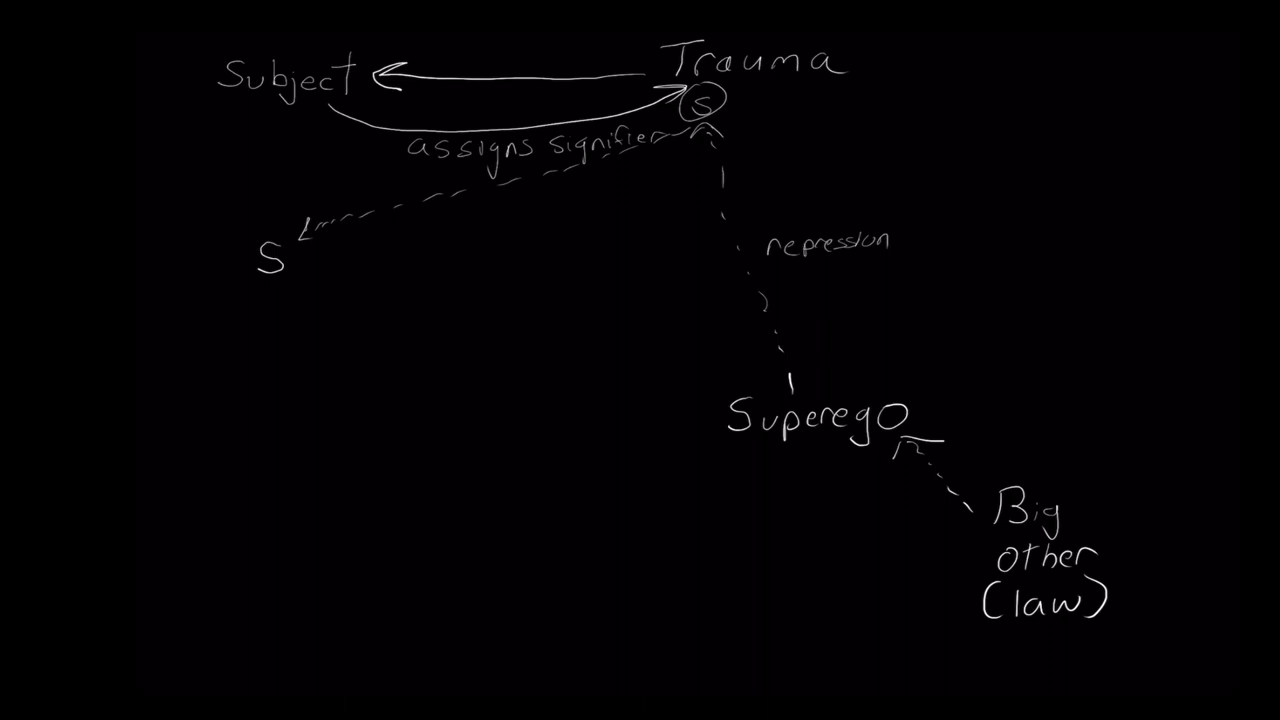 Subject
Trauma
s
assigns signifier
S
repression
Superego
Big
other
(law)